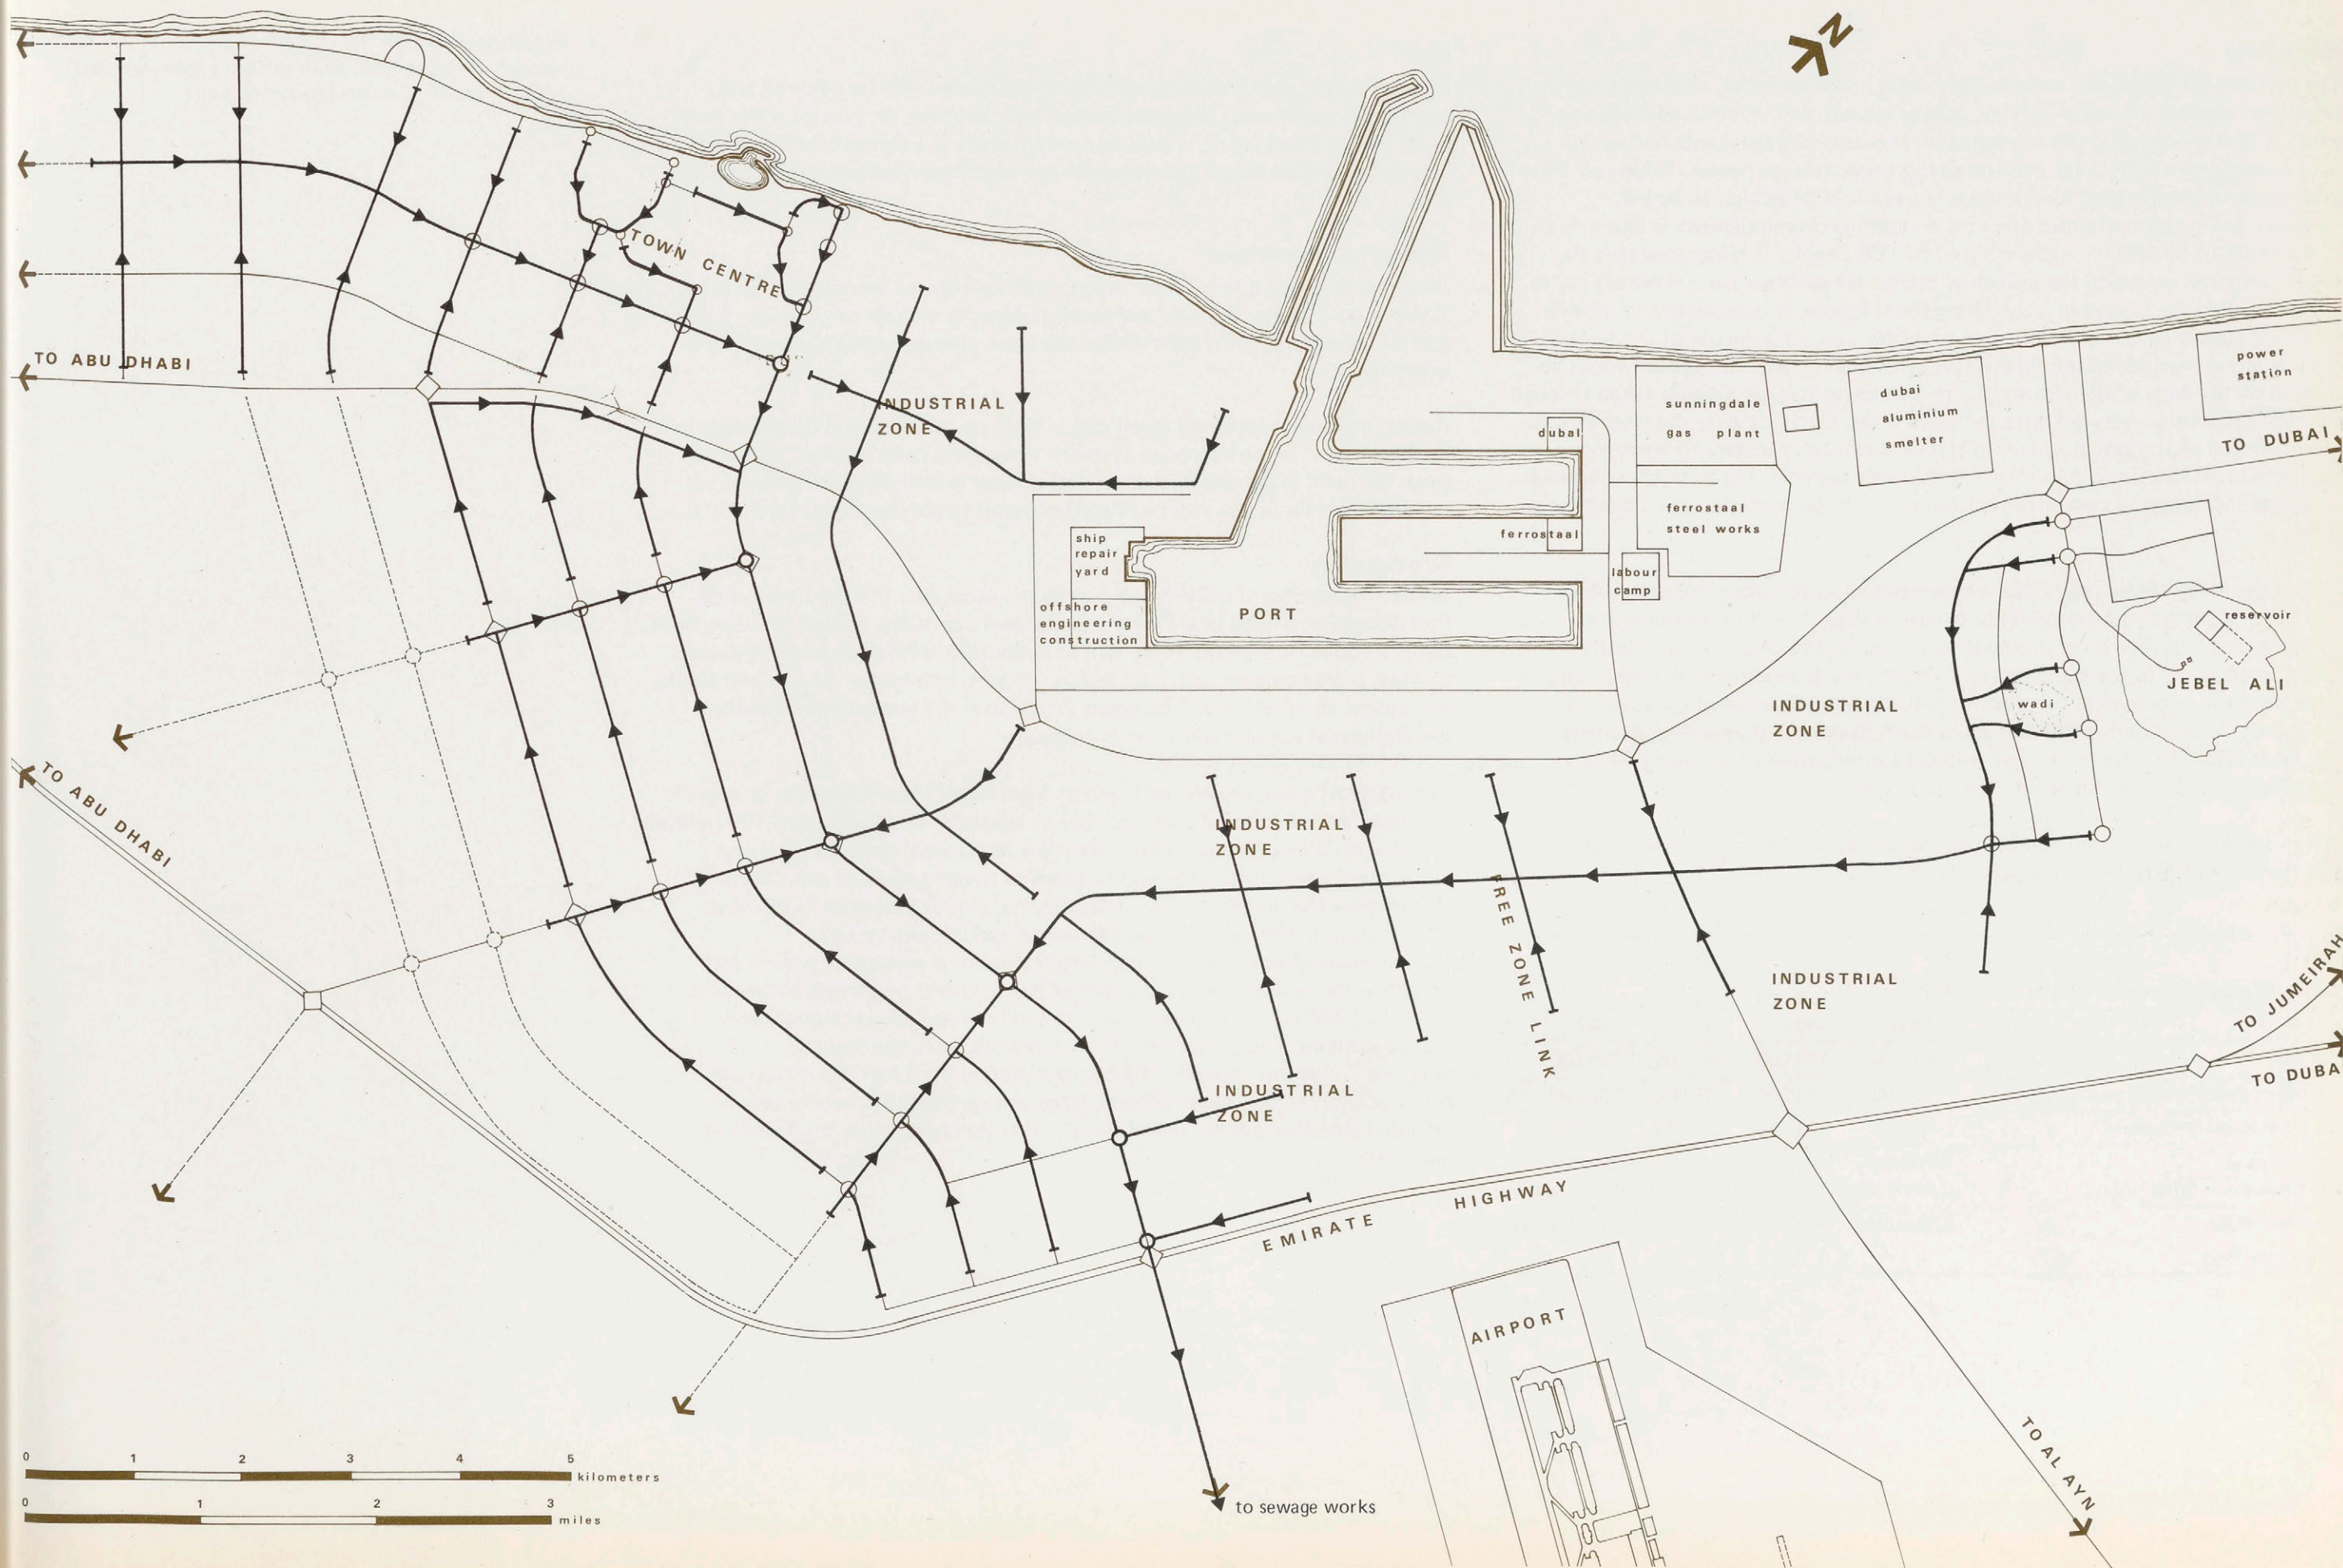 N
TOWN CENTRE
TO ABU DHABI
INDUSTRIAL
ZONE
dubal
sunningdale
gas plant
dubai
aluminium
smelter
power
station
TO DUBAI
ferrostaal
ferrostaal
steel works
ship
repair
yard
labour
camp
offshore
engineering
construction
PORT
reservoir
JEBEL ALI
wadi
INDUSTRIAL
ZONE
TO ABU DHABI
INDUSTRIAL
ZONE
FREE ZONE LINK
INDUSTRIAL
ZONE
TO JUMEIRAH
TO DUBA
INDUSTRIAL
ZONE
EMIRATE HIGHWAY
AIRPORT
TO AL AYN
0 1 2 3 4 5
kilometers
0 1 2 3
miles
to sewage works